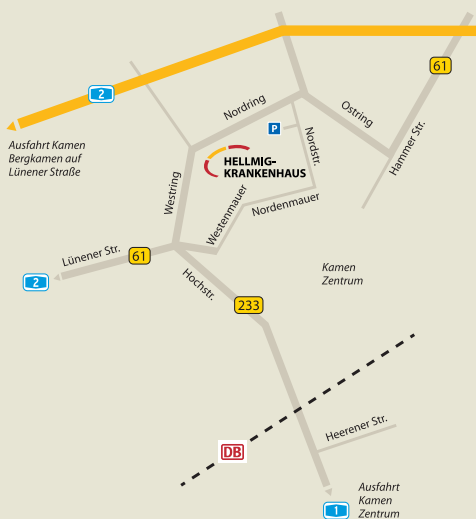 61
2
Nordring
Ostring
P
Nordstr.
Hammer Str.
Ausfahrt Kamen
Bergkamen auf
Lünener Straße
HELLMIG-
KRANKENHAUS
Westring
Westenmauer
Nordenmauer
Lünener Str.
61
2
Hochstr.
Kamen
Zentrum
233
Heerener Str.
DB
Ausfahrt
Kamen
Zentrum
1